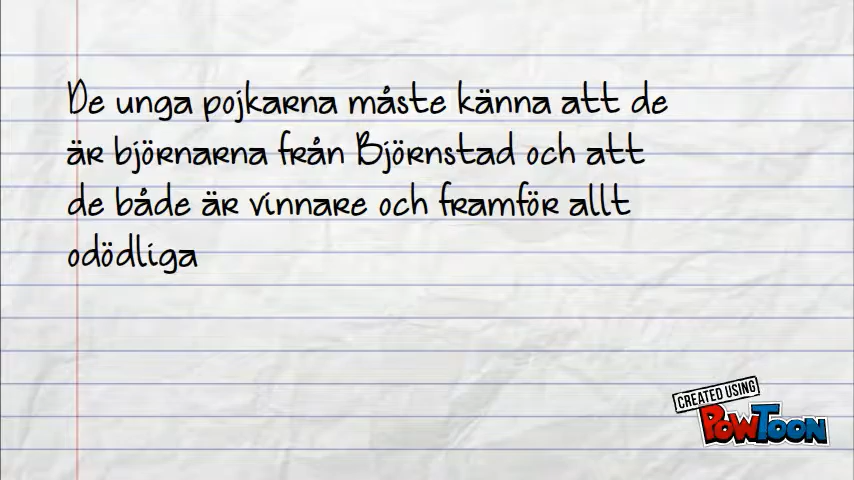 De unga pojkarna måste känna att de
är björnarna från Björnstad och att
de både är vinnare och framför allt
odödliga
CREATED USING
POWTOON